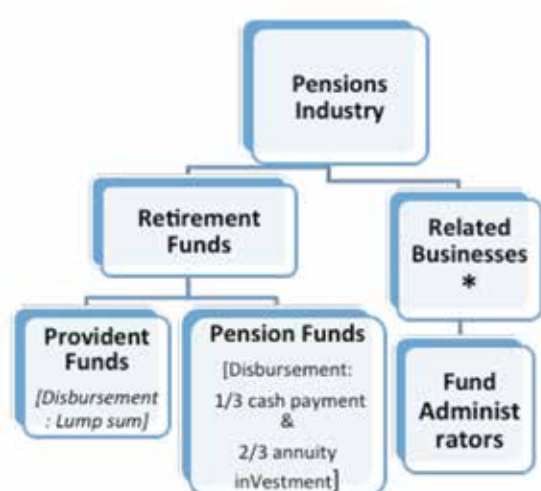 Pensions
Industry
Retirement
Funds
Related
Businesses
*
Provident
Funds
[Disbursement
: Lump sum]
Pension Funds
[Disbursement:
1/3 cash payment
&
2/3 annuity
inVestment]
Fund
Administ
rators